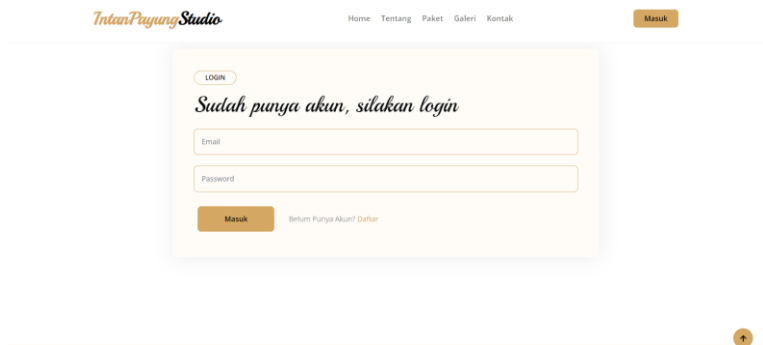 IntanPayungStudio
Home Tentang Paket Galeri Kontak
Masuk
LOGIN
Sudah punya akun, silakan login
Email
Password
Masuk
Belum Punya Akun? Daftar